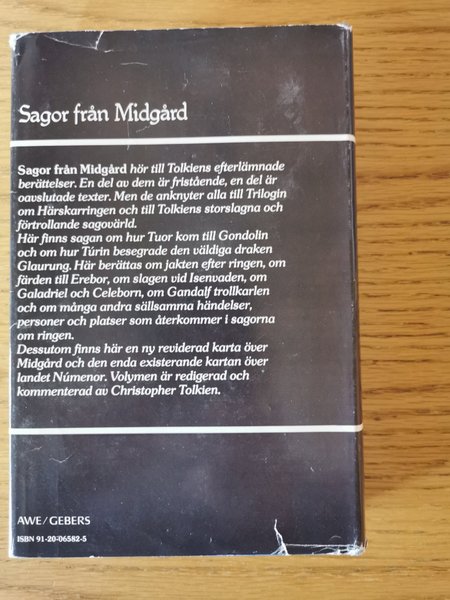 Sagor från Midgård
Sagor från Midgård hör till Tolkiens efterlämnade
berättelser. En del av dem är fristående, en del är
oavslutade texter. Men de anknyter alla till Trilogin
om Härskarringen och till Tolkiens storslagna och
förtrollande sagovärld.
Här finns sagan om hur Tuor kom till Gondolin
och om hur Túrin besegrade den väldiga draken
Glaurung. Här berättas om jakten efter ringen, om
färden till Erebor, om slagen vid Isenvaden, om
Galadriel och Celeborn, om Gandalf trollkarlen
och om många andra sällsamma händelser,
personer och platser som återkommer i sagorna
om ringen.
Dessutom finns här en ny reviderad karta över
Midgård och den enda existerande kartan över
landet Númenor. Volymen är redigerad och
kommenterad av Christopher Tolkien.
AWE/GEBERS
ISBN 91-20-06582-5